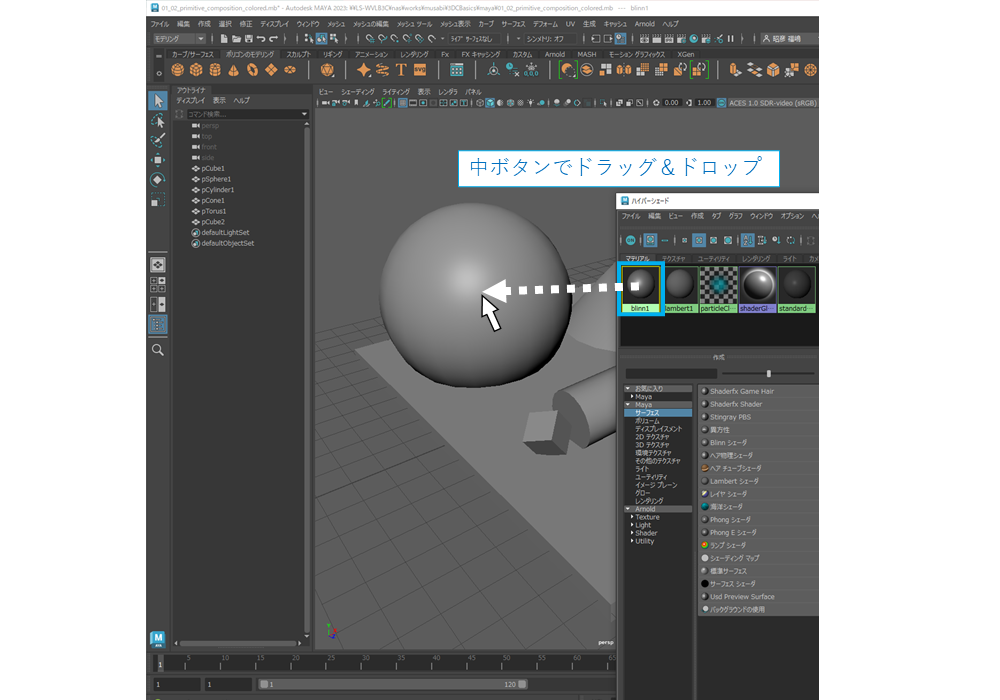 01_02_primitive_composition_colored.mb* - Autodesk MAYA 2023: ¥¥LS-WVLB3C¥nas¥works¥musabi¥3DCBasics¥maya¥01_02_primitive_composition_colored.mb* --- blinn1
ファイル 編集 作成 選択 修正 ディスプレイ ウィンドウ メッシュ メッシュの編集 メッシュ ツール メッシュ表示 カーブ サーフェス デフォーム UV 生成 キャッシュ Arnold ヘルプ
モデリング ライブ サーフェスなし シンメトリ: オフ
カーブ/サーフェス ポリゴンのモデリング スカルプト リギング アニメーション レンダリング Fx FX キャッシング カスタム Arnold MASH モーション グラフィックス XGen
アウトライナ
ディスプレイ 表示 ヘルプ
コマンド検索...
persp
top
front
side
pCube1
pSphere1
pCylinder1
pCone1
pTorus1
pCube2
defaultLightSet
defaultObjectSet
ビュー シェーディング ライティング 表示 レンダラ パネル
0.00 1.00 ACES 1.0 SDR-video (sRGB)
中ボタンでドラッグ＆ドロップ
ハイパーシェード
ファイル 編集 ビュー 作成 タブ グラフ ウィンドウ オプション
マテリアル テクスチャ ユーティリティ レンダリング ライト
blinn1 lambert1 particleCl··· shaderGl··· standard···
作成
お気に入り
Maya
Maya
サーフェス
ボリューム
ディスプレイスメント
2D テクスチャ
3D テクスチャ
環境テクスチャ
その他のテクスチャ
ライト
ユーティリティ
イメージ プレーン
グロー
レンダリング
Arnold
Texture
Light
Shader
Utility
Shaderfx Game Hair
Shaderfx Shader
Stingray PBS
異方性
Blinn シェーダ
ヘア物理シェーダ
ヘア チューブシェーダ
Lambert シェーダ
レイヤ シェーダ
海洋シェーダ
Phong シェーダ
Phong E シェーダ
ランプ シェーダ
シェーディング マップ
標準サーフェス
サーフェス シェーダ
Usd Preview Surface
バックグラウンドの使用
persp
1 5 10 15 20 25 30 35 40 45 50 55 60 65
1 1 1 120